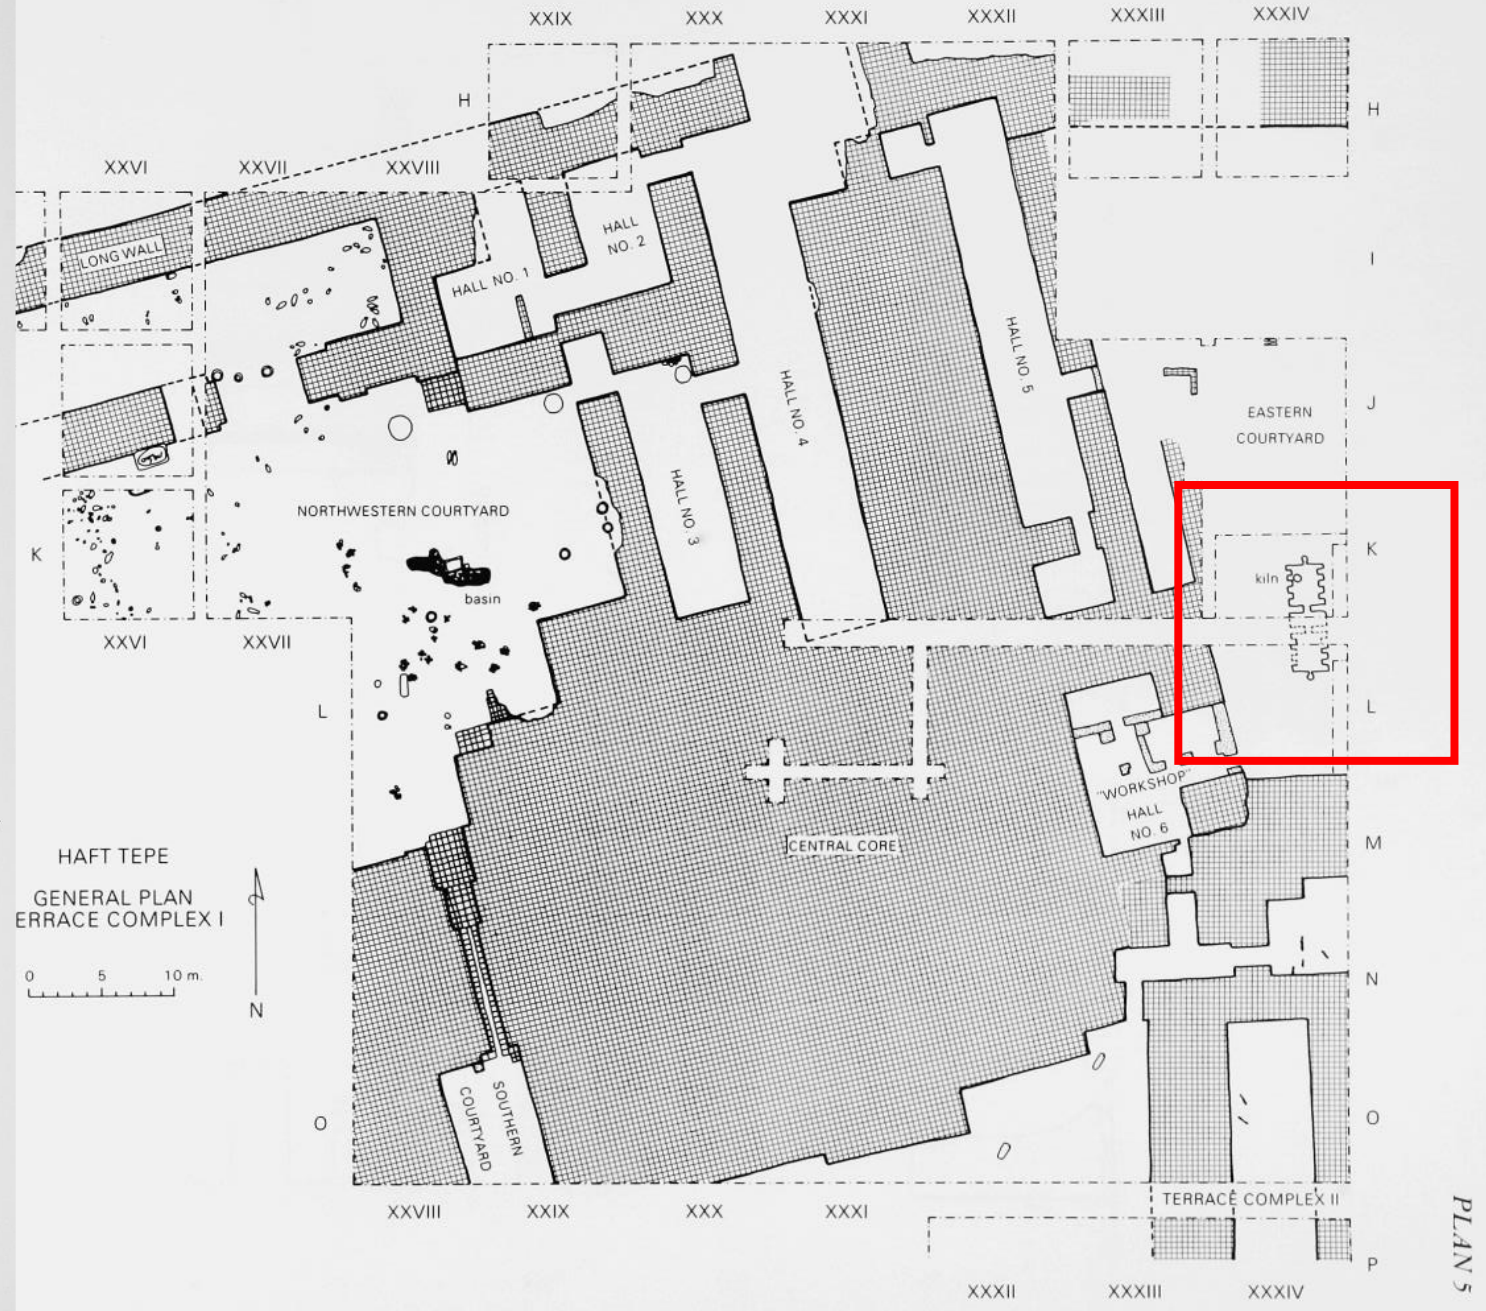 XXIX XXX XXXI XXXII XXXIII XXXIV
H H
XXVI XXVII XXVIII
LONG WALL
HALL NO. 1
HALL
NO. 2
I
HALL NO. 5
HALL NO. 4
J
EASTERN
COURTYARD
HALL NO. 3
NORTHWESTERN COURTYARD
K K
kiln
basin
XXVI XXVII
L L
"WORKSHOP"
HALL
NO. 6
CENTRAL CORE
M
HAFT TEPE
GENERAL PLAN
ERRACE COMPLEX I
0 5 10 m.
N
N
SOUTHERN
COURTYARD
O O
TERRACE COMPLEX II
XXVIII XXIX XXX XXXI
P
XXXII XXXIII XXXIV
PLAN 5